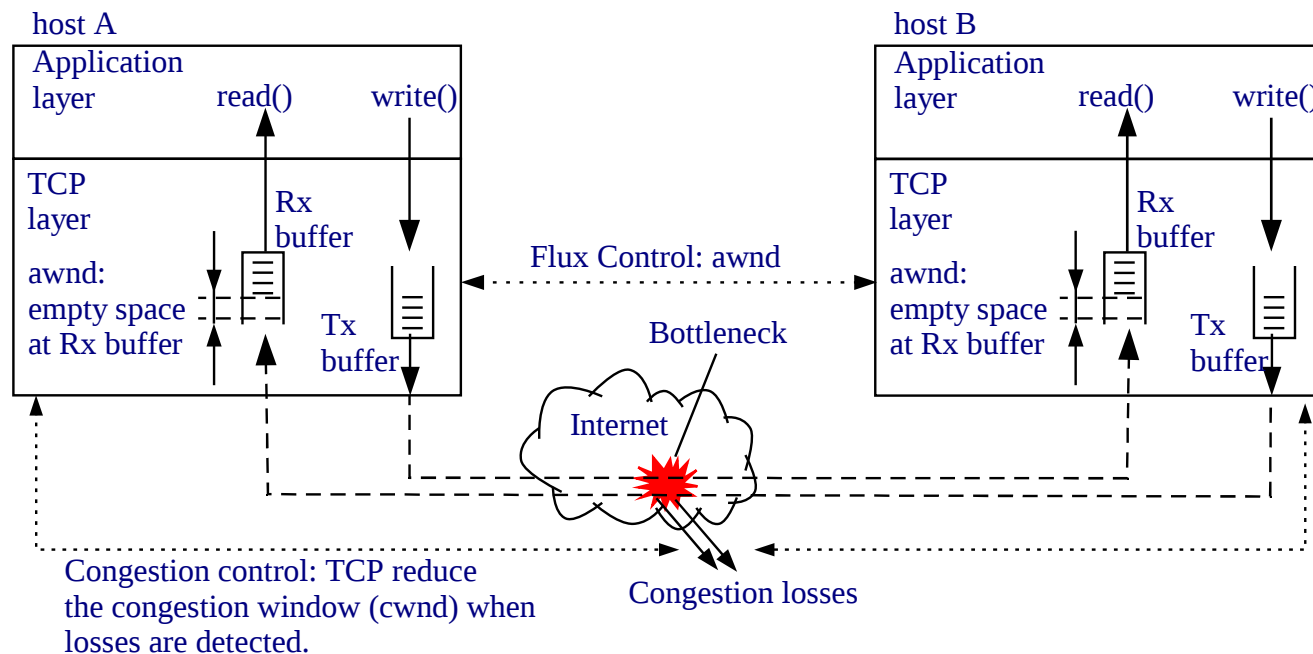 host A
Application
layer
read()
write()
TCP
layer
Rx
buffer
awnd:
empty space
at Rx buffer
Tx
buffer
Flux Control: awnd
Bottleneck
Internet
host B
Application
layer
read()
write()
TCP
layer
Rx
buffer
awnd:
empty space
at Rx buffer
Tx
buffer
Congestion control: TCP reduce
the congestion window (cwnd) when
losses are detected.
Congestion losses